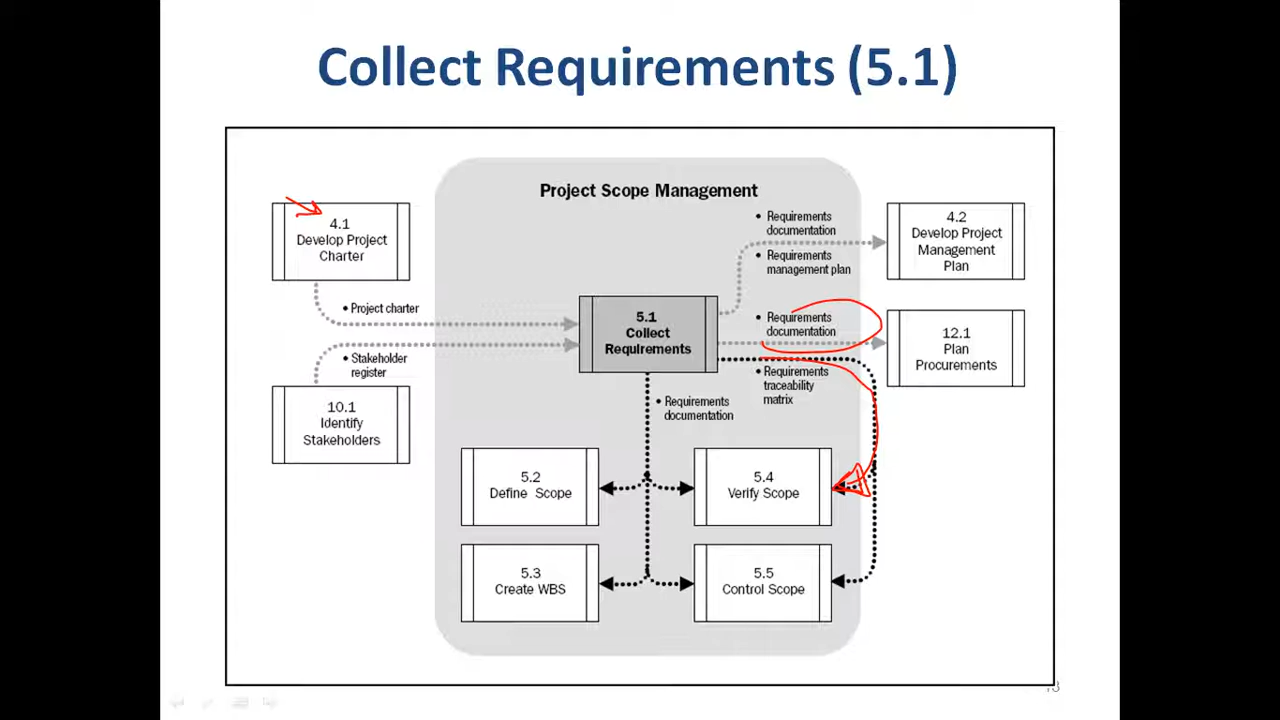 Collect Requirements (5.1)
Project Scope Management
4.1
Develop Project
Charter
• Project charter
• Stakeholder
register
10.1
Identify
Stakeholders
5.1
Collect
Requirements
• Requirements
documentation
• Requirements
management plan
4.2
Develop Project
Management
Plan
• Requirements
documentation
12.1
Plan
Procurements
• Requirements
traceability
matrix
• Requirements
documentation
5.2
Define Scope
5.4
Verify Scope
5.3
Create WBS
5.5
Control Scope